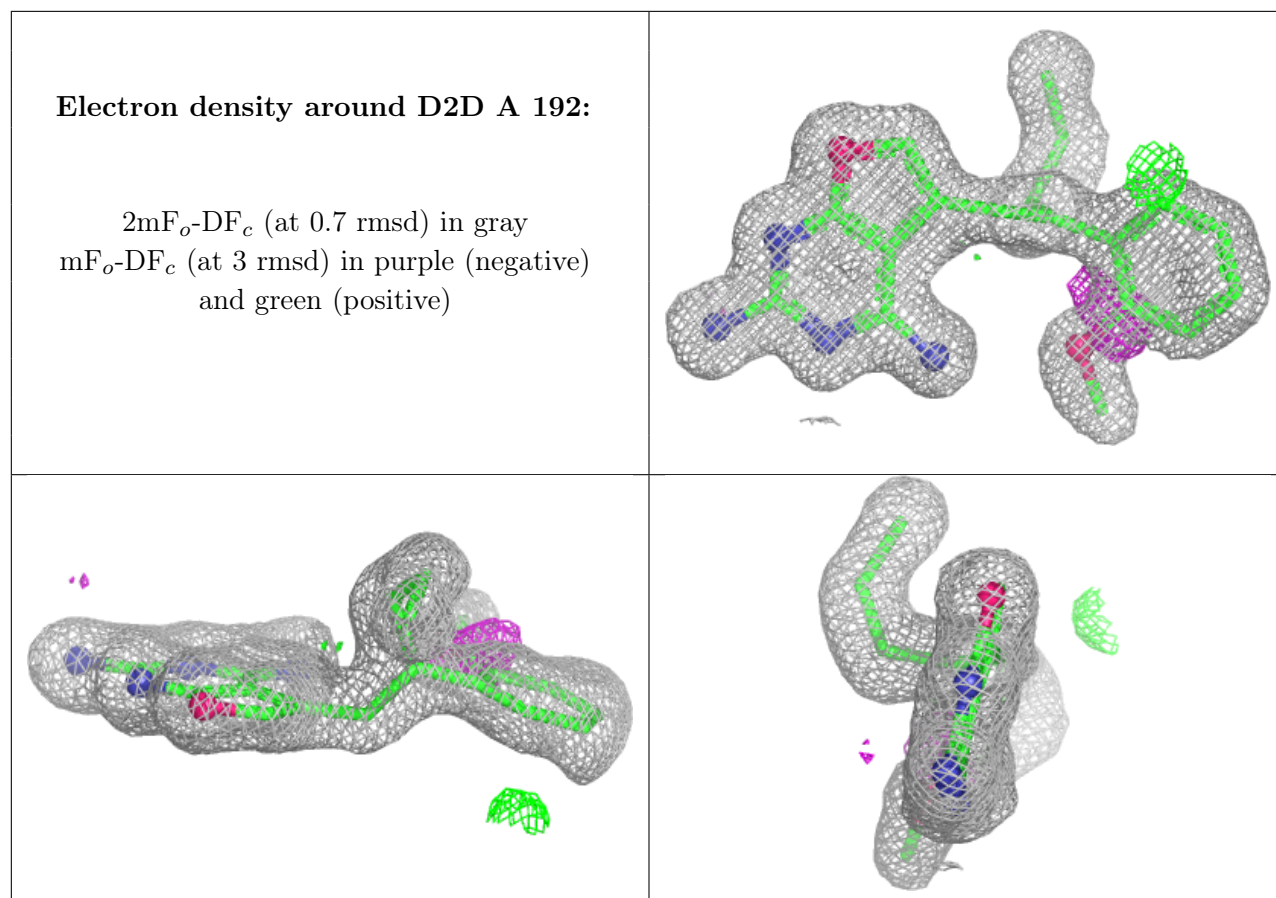 Electron density around D2D A 192:
2mFo-DFc (at 0.7 rmsd) in gray
mFo-DFc (at 3 rmsd) in purple (negative)
and green (positive)